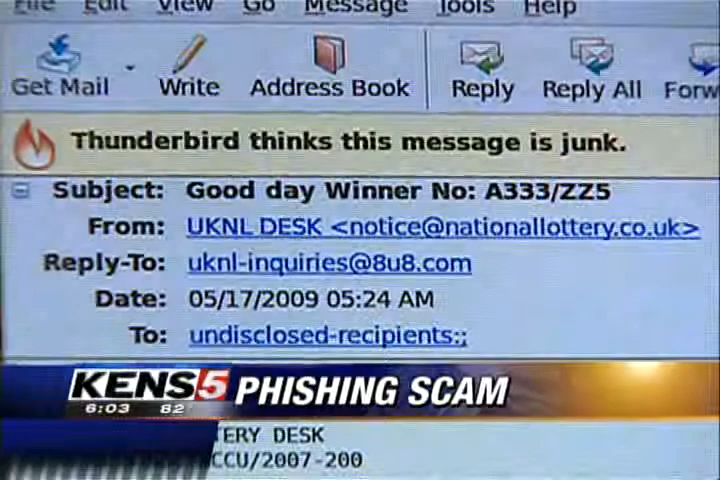 File Edit View Go Message Tools Help
Get Mail Write Address Book Reply Reply All Forw
Thunderbird thinks this message is junk.
Subject: Good day Winner No: A333/ZZ5
From: UKNL DESK <notice@nationallottery.co.uk>
Reply-To: uknl-inquiries@8u8.com
Date: 05/17/2009 05:24 AM
To: undisclosed-recipients:;
KENS 5 PHISHING SCAM
6:03 82
TERY DESK
CCU/2007-200